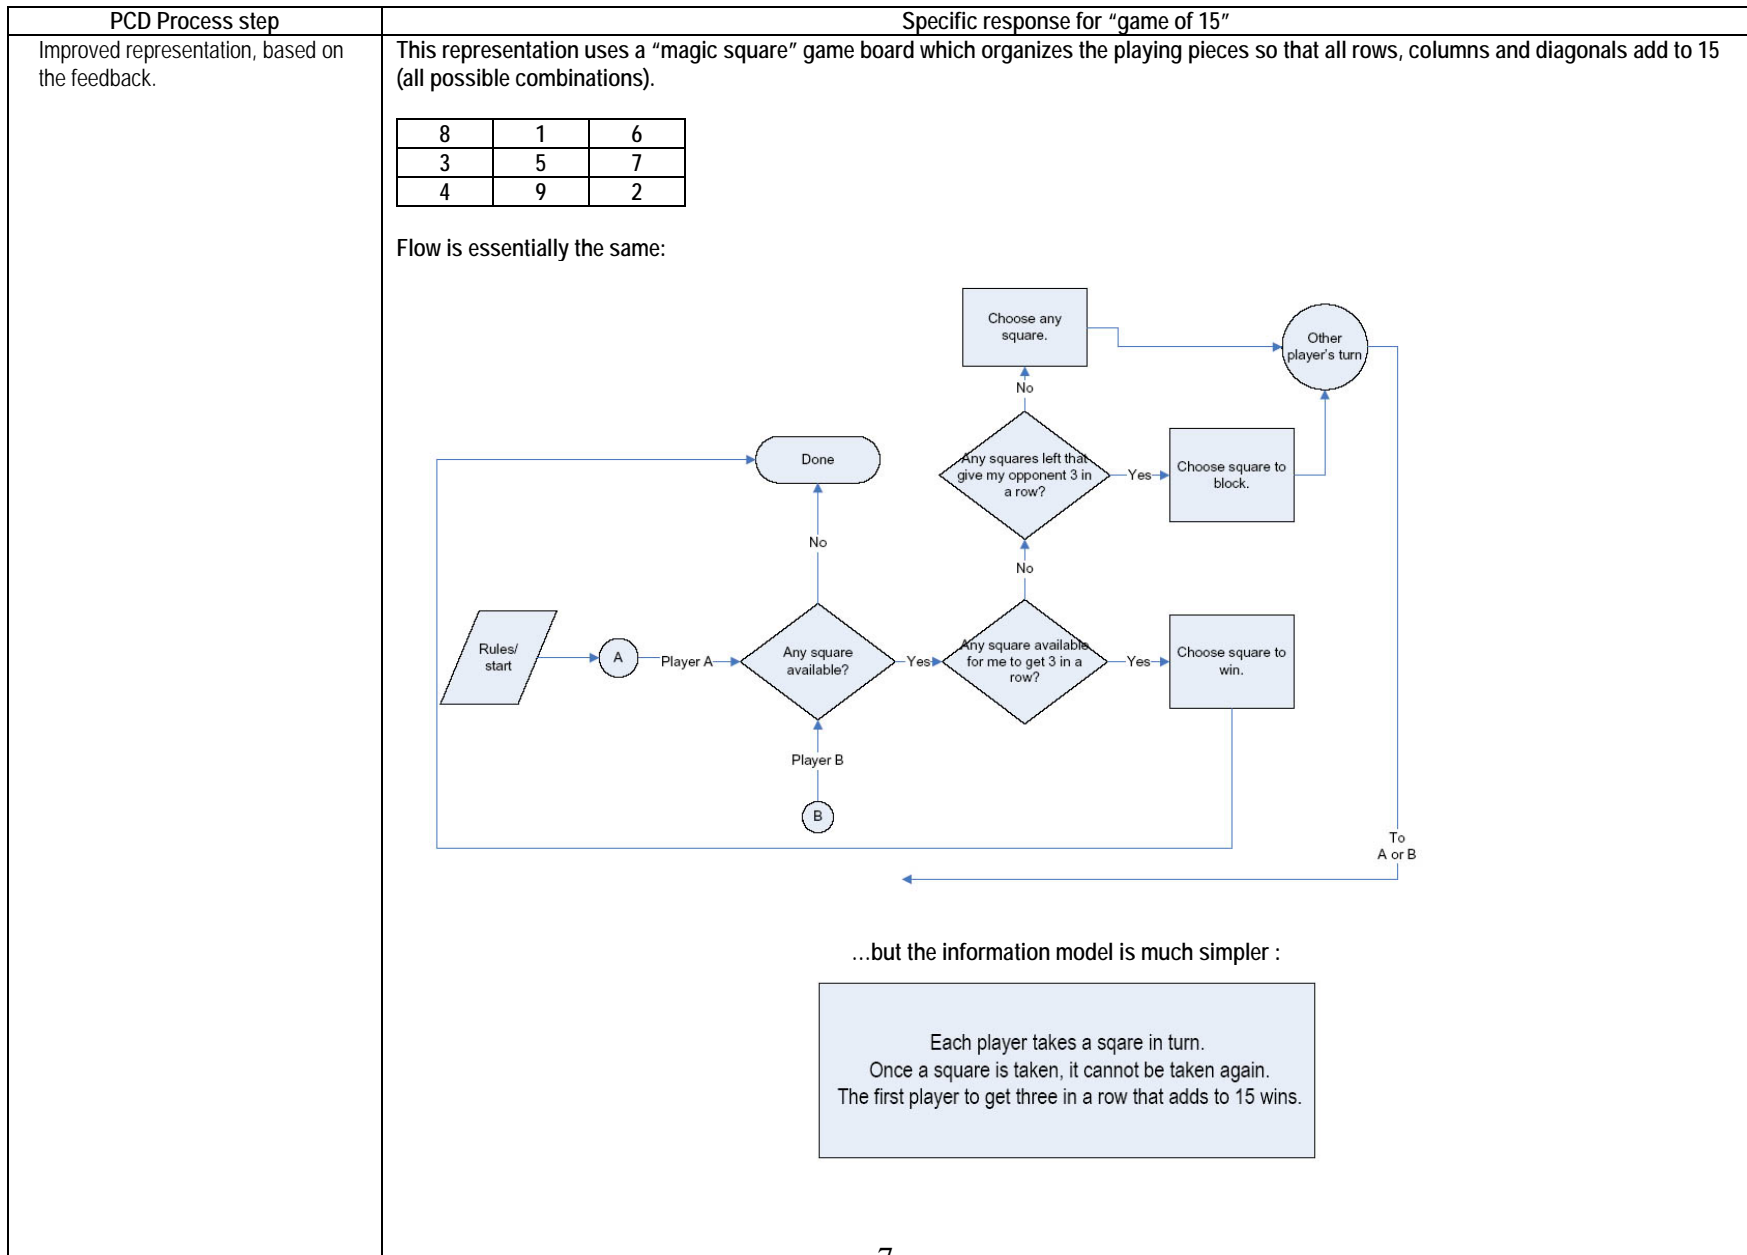 PCD Process step
Specific response for “game of 15”
Improved representation, based on
the feedback.
This representation uses a “magic square” game board which organizes the playing pieces so that all rows, columns and diagonals add to 15
(all possible combinations).
8 1 6
3 5 7
4 9 2
Flow is essentially the same:
Choose any
square.
Other
player's turn
No
Done
Any squares left that
give my opponent 3 in
a row?
Yes
Choose square to
block.
No
No
Rules/
start
A
Player A
Any square
available?
Yes
Any square available
for me to get 3 in a
row?
Yes
Choose square to
win.
Player B
B
To
A or B
…but the information model is much simpler :
Each player takes a sqare in turn.
Once a square is taken, it cannot be taken again.
The first player to get three in a row that adds to 15 wins.
7